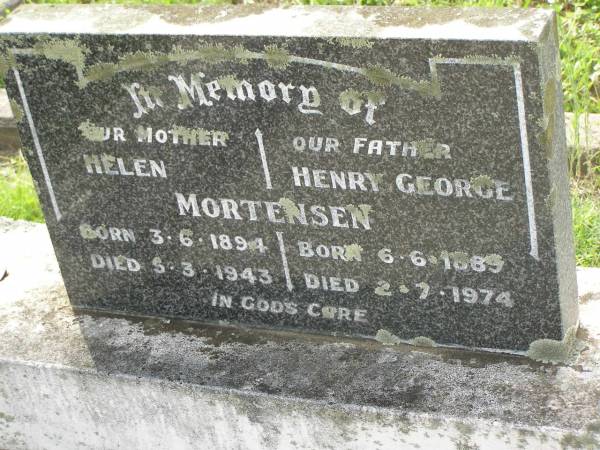 In Memory of
OUR MOTHER
HELEN
OUR FATHER
HENRY GEORGE
MORTENSEN
BORN 3·6·1894
DIED 5·3·1943
BORN 6·6·1889
DIED 2·7·1974
IN GODS CARE